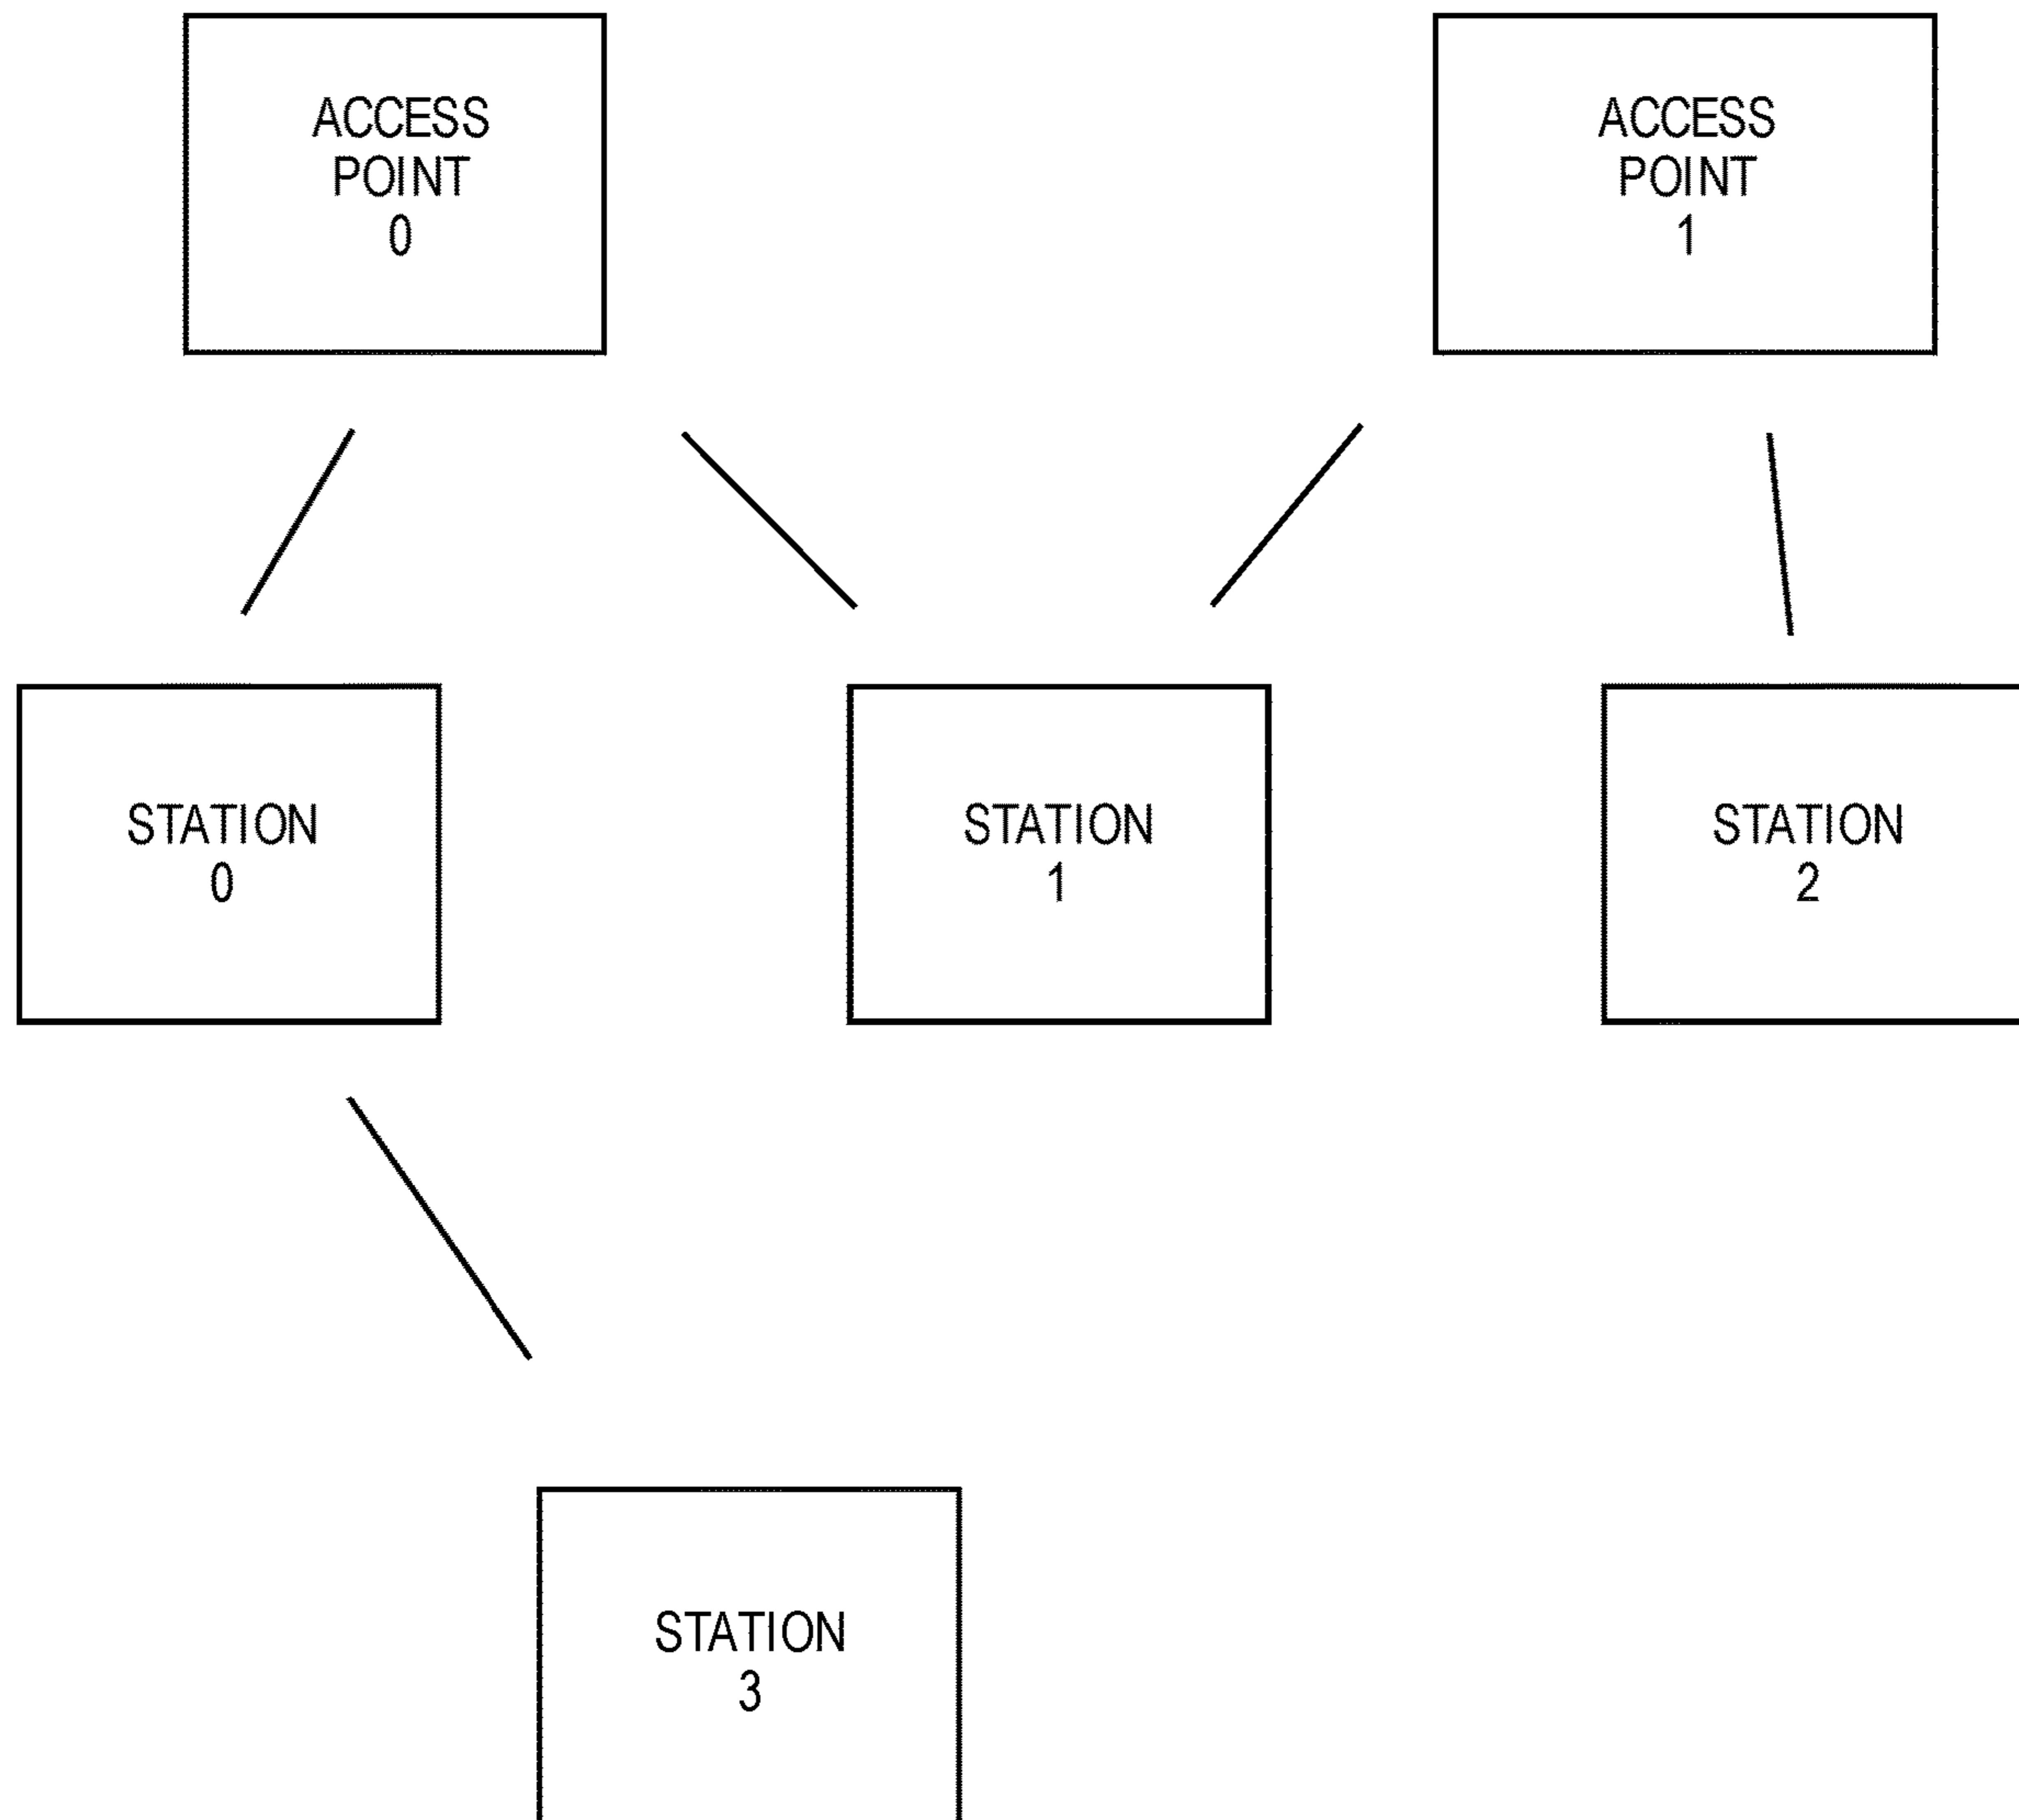 ACCESS
POINT
0
ACCESS
POINT
1
STATION
0
STATION
1
STATION
2
STATION
3